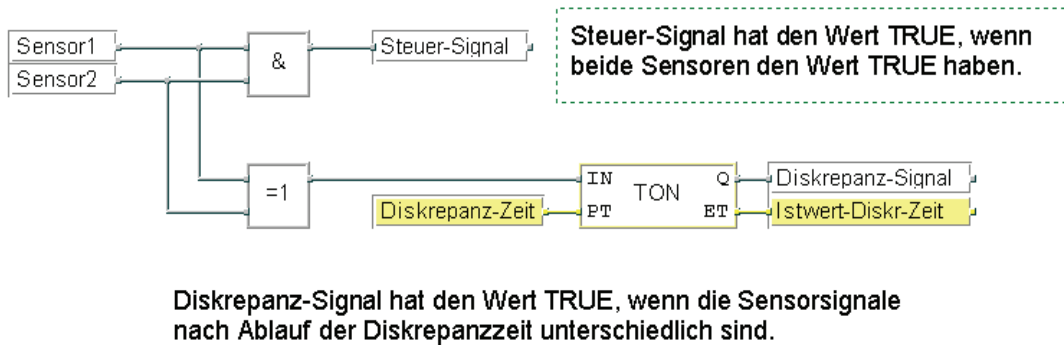 Sensor1
Sensor2
&
Steuer-Signal
Steuer-Signal hat den Wert TRUE, wenn
beide Sensoren den Wert TRUE haben.
=1
IN TON Q
Diskrepanz-Signal
Diskrepanz-Zeit
PT ET
Istwert-Diskr-Zeit
Diskrepanz-Signal hat den Wert TRUE, wenn die Sensorsignale
nach Ablauf der Diskrepanzzeit unterschiedlich sind.